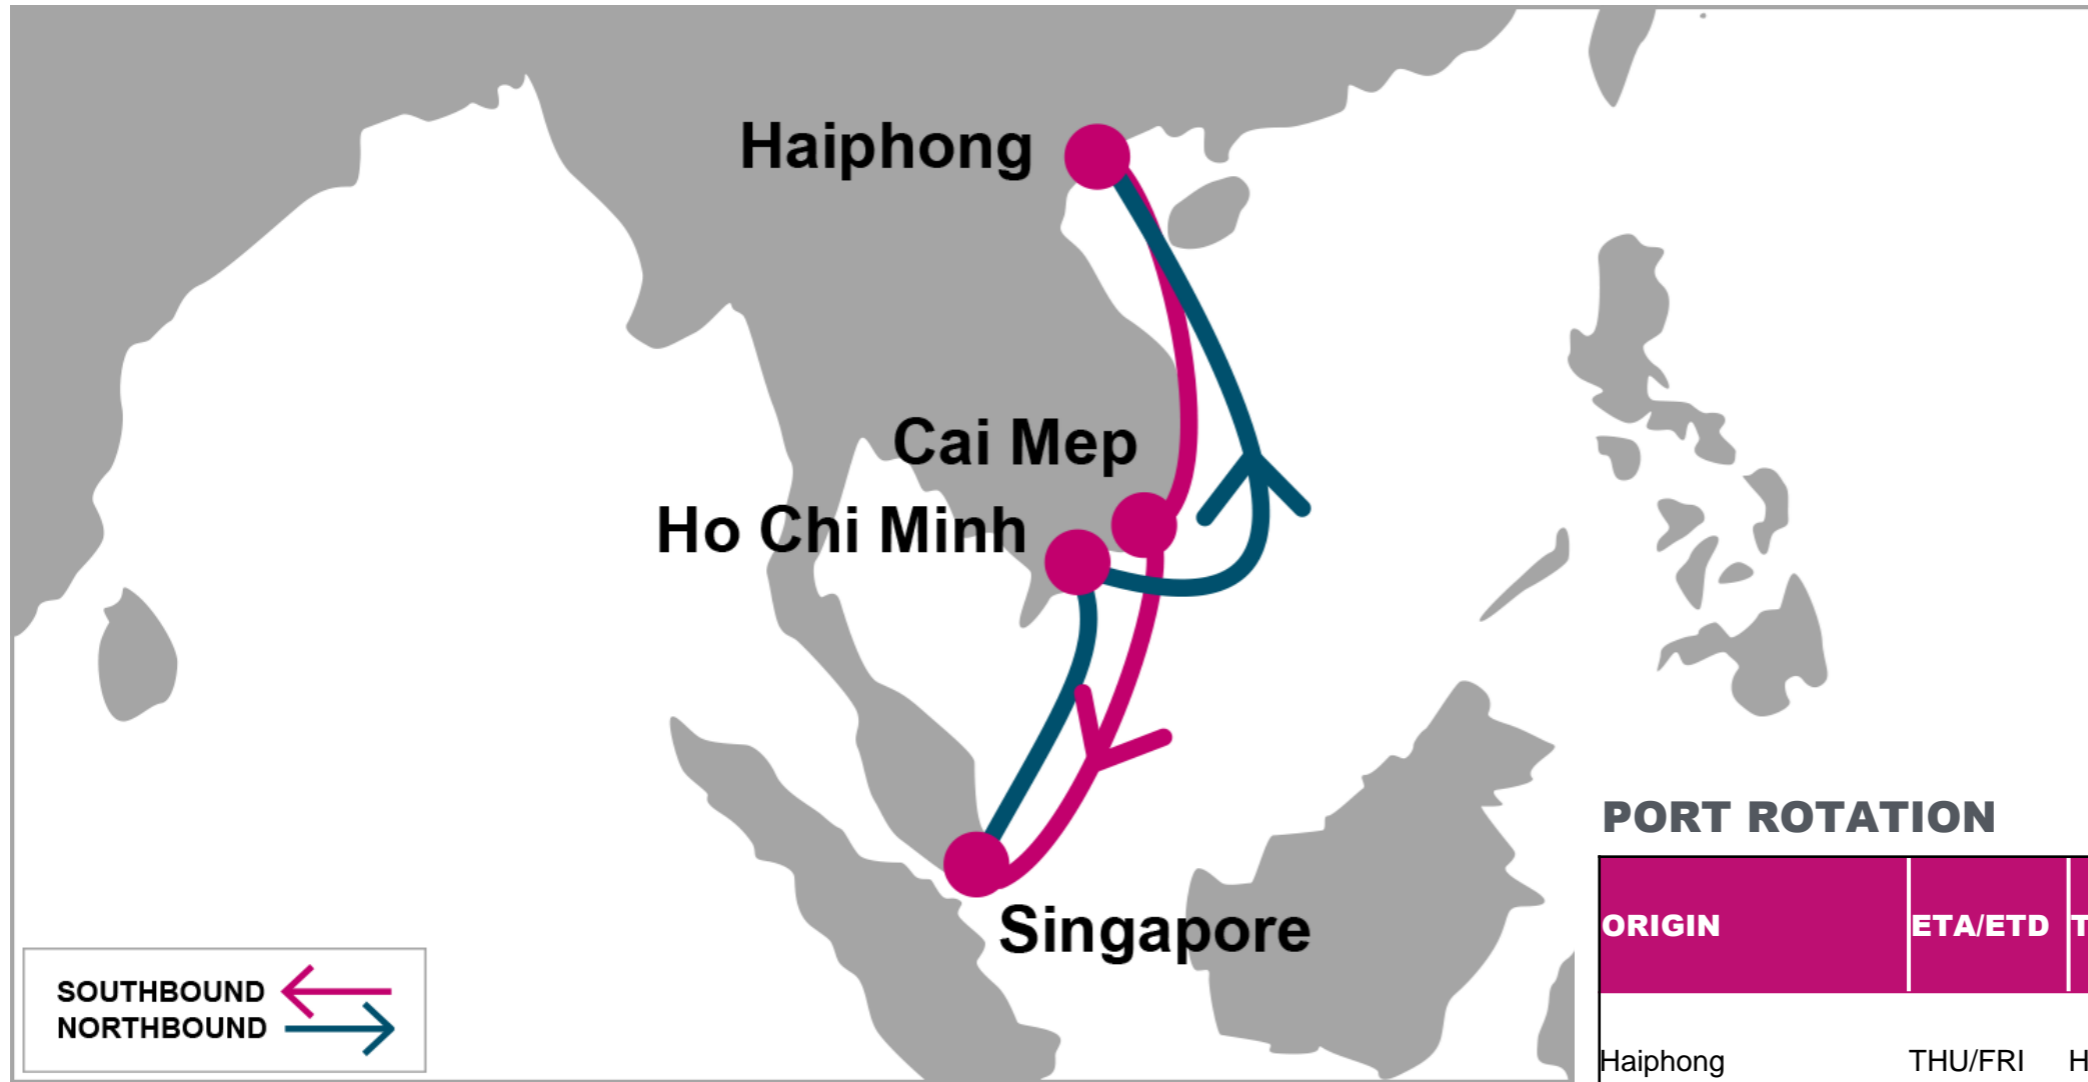 Haiphong
Cai Mep
Ho Chi Minh
Singapore
SOUTHBOUND
NORTHBOUND
PORT ROTATION
ORIGIN ETA/ETD T
Haiphong THU/FRI H